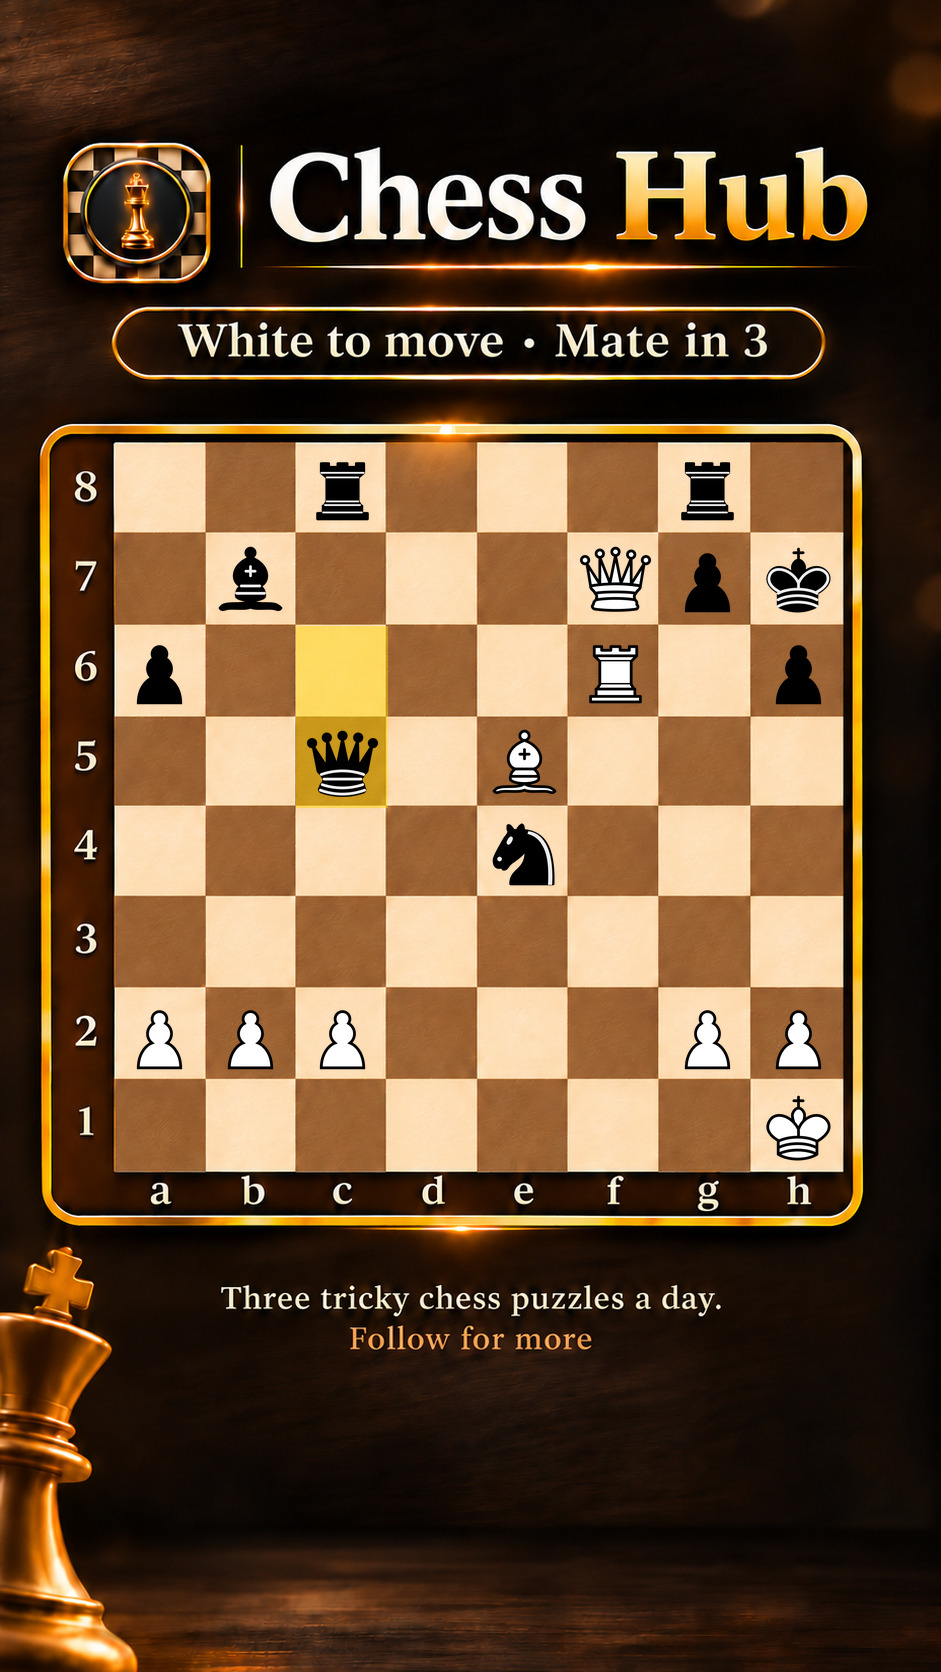 Chess Hub
White to move • Mate in 3
8
7
6
5
4
3
2
1
a b c d e f g h
Three tricky chess puzzles a day.
Follow for more